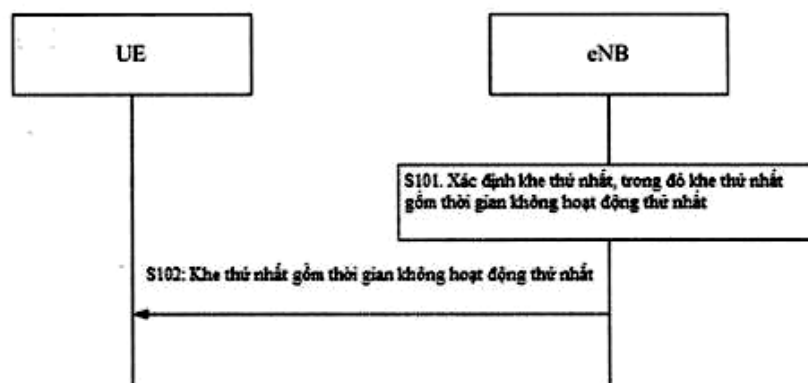 UE
eNB
S101. Xác định khe thứ nhất, trong đó khe thứ nhất
gồm thời gian không hoạt động thứ nhất
S102: Khe thứ nhất gồm thời gian không hoạt động thứ nhất